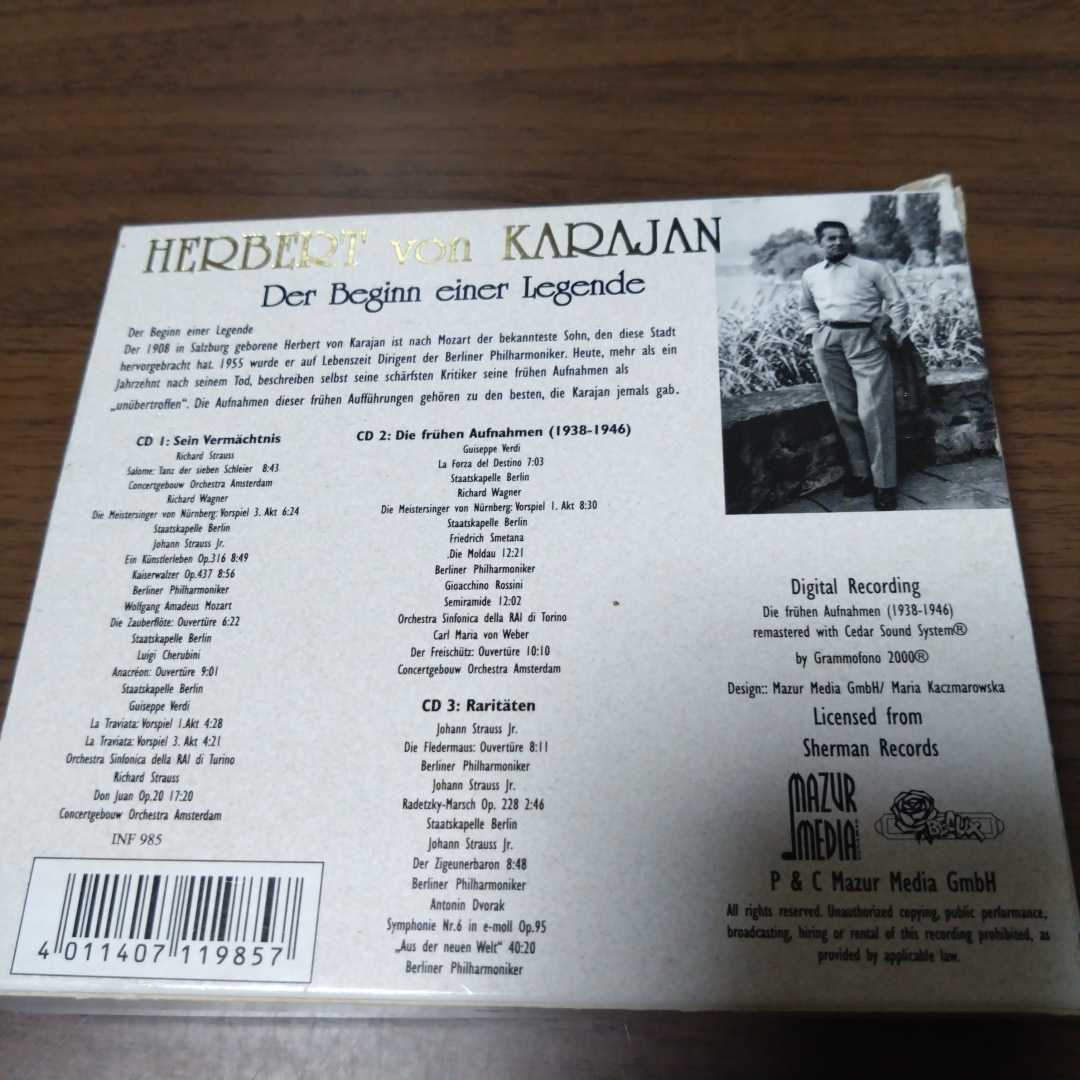 HERBERT von KARAJAN
Der Beginn einer Legende
Der Beginn einer Legende
Der 1908 in Salzburg geborene Herbert von Karajan ist nach Mozart der bekannteste Sohn, den diese Stadt
hervorgebracht hat. 1955 wurde er auf Lebenszeit Dirigent der Berliner Philharmoniker. Heute, mehr als ein
Jahrzehnt nach seinem Tod, beschreiben selbst seine schärfsten Kritiker seine frühen Aufnahmen als
„unübertroffen“. Die Aufnahmen dieser frühen Aufführungen gehören zu den besten, die Karajan jemals gab.
CD 1: Sein Vermächtnis
Richard Strauss
Salome: Tanz der sieben Schleier 8:43
Concertgebouw Orchestra Amsterdam
Richard Wagner
Die Meistersinger von Nürnberg: Vorspiel 3. Akt 6:24
Staatskapelle Berlin
Johann Strauss Jr.
Ein Künstlerleben Op.316 8:49
Kaiserwalzer Op.437 8:56
Berliner Philharmoniker
Wolfgang Amadeus Mozart
Die Zauberflöte: Ouvertüre 6:22
Staatskapelle Berlin
Luigi Cherubini
Anacréon: Ouvertüre 9:01
Staatskapelle Berlin
Guiseppe Verdi
La Traviata: Vorspiel 1.Akt 4:28
La Traviata: Vorspiel 3. Akt 4:21
Orchestra Sinfonica della RAI di Turino
Richard Strauss
Don Juan Op.20 17:20
Concertgebouw Orchestra Amsterdam
INF 985
4 011407 119857
CD 2: Die frühen Aufnahmen (1938-1946)
Guiseppe Verdi
La Forza del Destino 7:03
Staatskapelle Berlin
Richard Wagner
Die Meistersinger von Nürnberg: Vorspiel 1. Akt 8:30
Staatskapelle Berlin
Friedrich Smetana
.Die Moldau 12:21
Berliner Philharmoniker
Gioacchino Rossini
Semiramide 12:02
Orchestra Sinfonica della RAI di Torino
Carl Maria von Weber
Der Freischütz: Ouvertüre 10:10
Concertgebouw Orchestra Amsterdam
CD 3: Raritäten
Johann Strauss Jr.
Die Fledermaus: Ouvertüre 8:11
Berliner Philharmoniker
Johann Strauss Jr.
Radetzky-Marsch Op. 228 2:46
Staatskapelle Berlin
Johann Strauss Jr.
Der Zigeunerbaron 8:48
Berliner Philharmoniker
Antonin Dvorak
Symphonie Nr.6 in e-moll Op.95
„Aus der neuen Welt“ 40:20
Berliner Philharmoniker
Digital Recording
Die frühen Aufnahmen (1938-1946)
remastered with Cedar Sound System®
by Grammofono 2000®
Design:: Mazur Media GmbH/ Maria Kaczmarowska
Licensed from
Sherman Records
MAZUR
MEDIA
BEAUX
P & C Mazur Media GmbH
All rights reserved. Unauthorized copying, public performance,
broadcasting, hiring or rental of this recording prohibited, as
provided by applicable law.